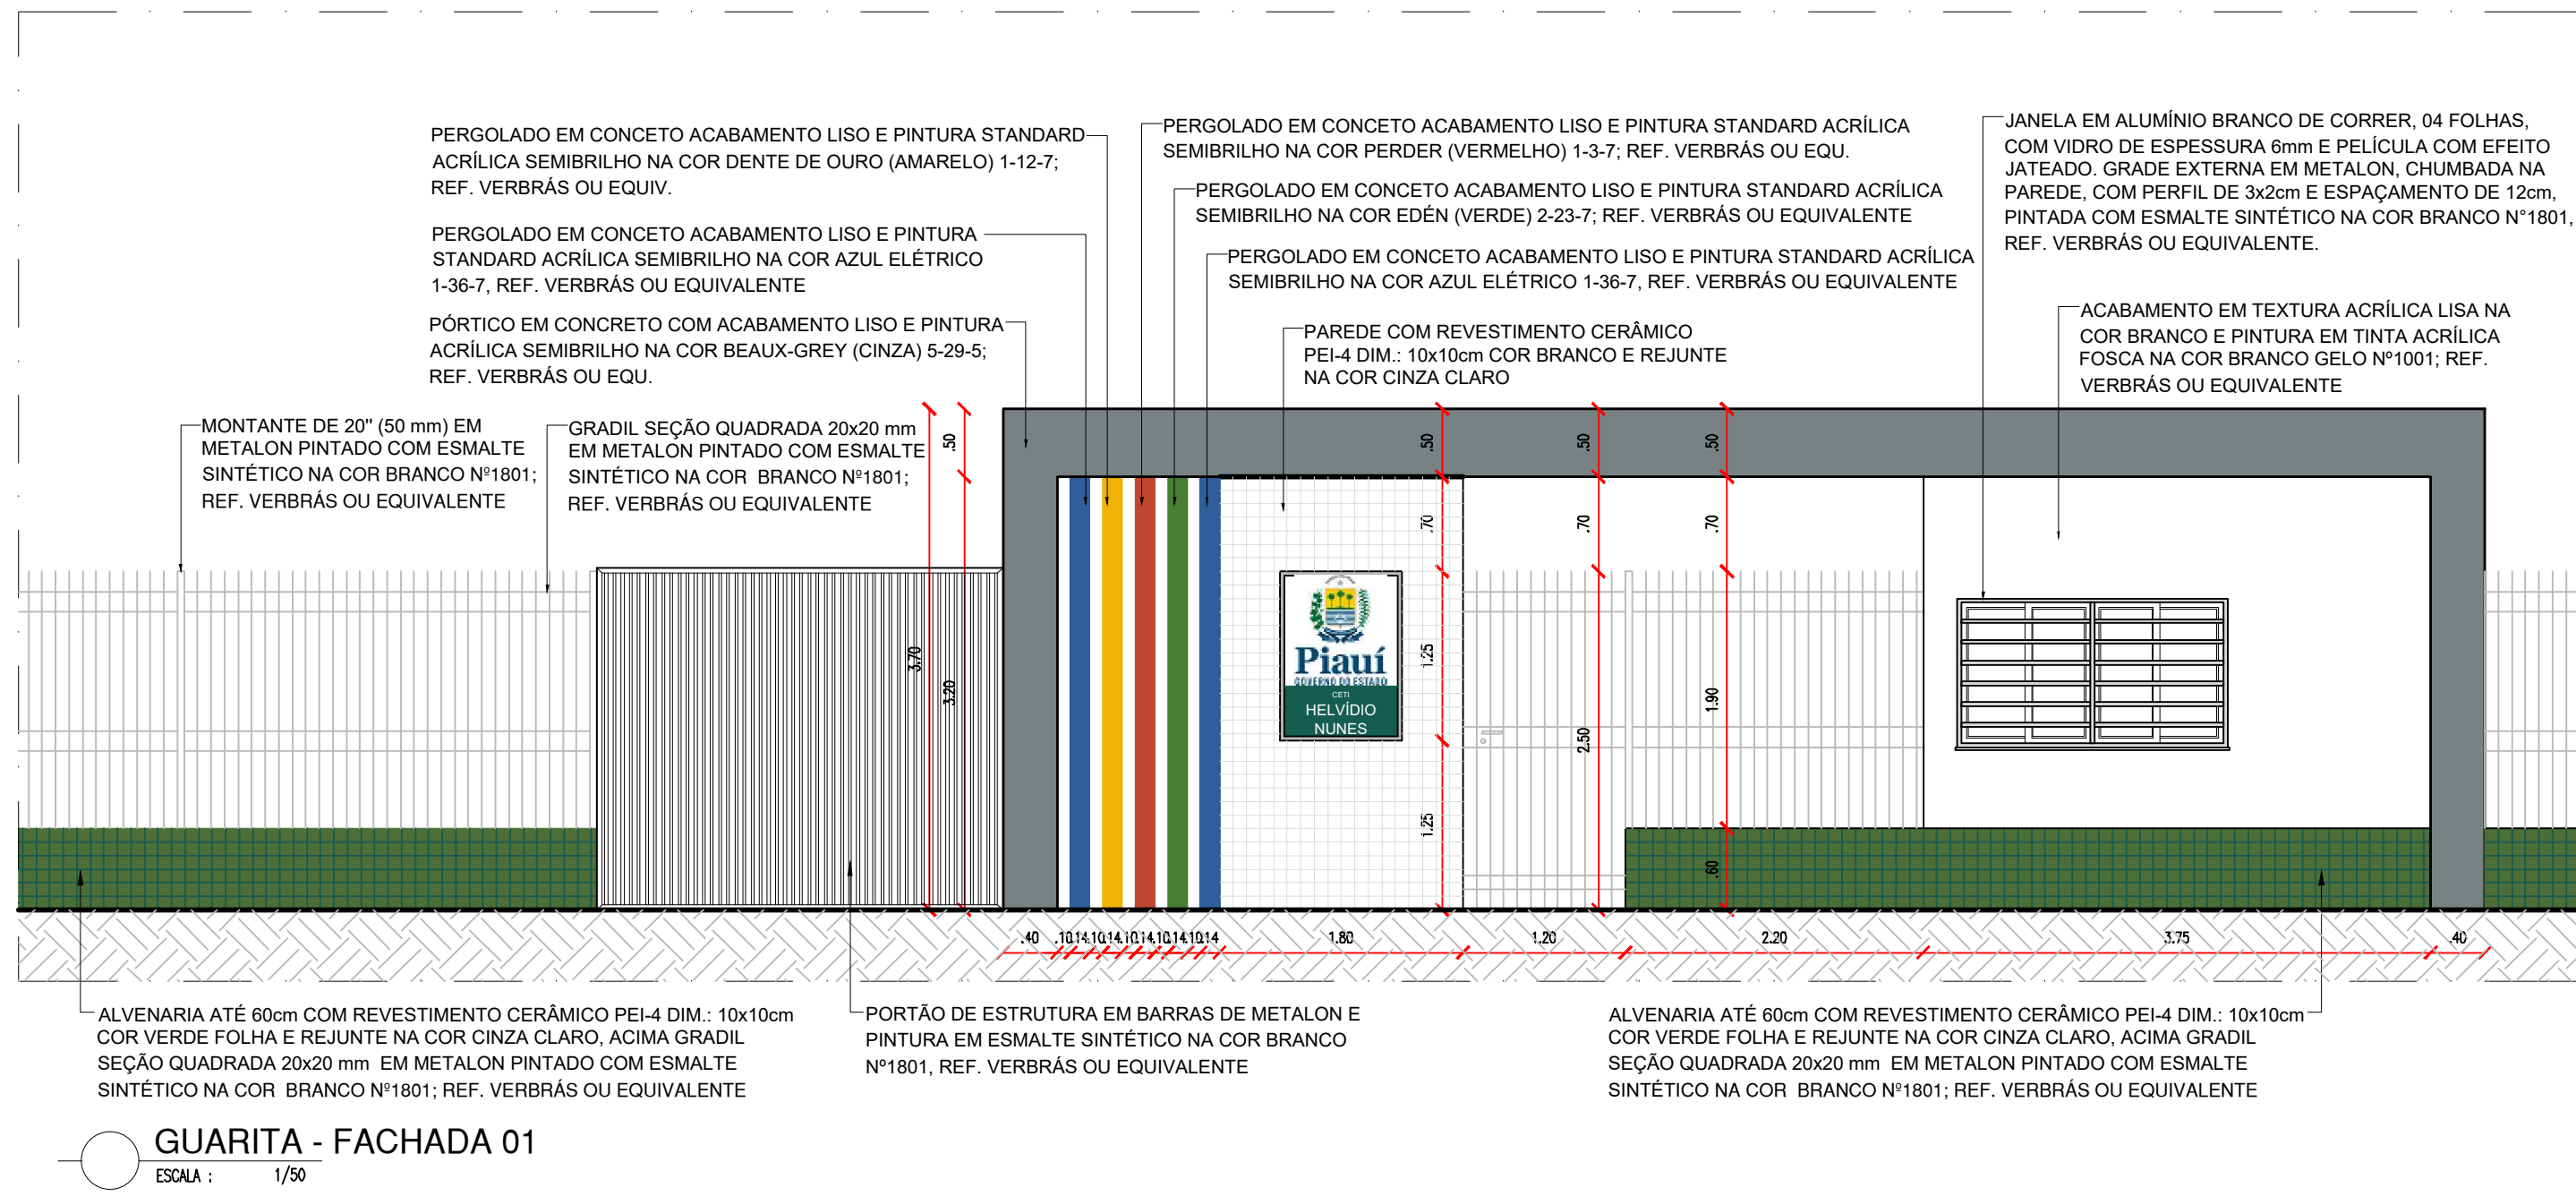 PERGOLADO EM CONCETO ACABAMENTO LISO E PINTURA STANDARD
ACRÍLICA SEMIBRILHO NA COR DENTE DE OURO (AMARELO) 1-12-7;
REF. VERBRÁS OU EQUIV.
PERGOLADO EM CONCETO ACABAMENTO LISO E PINTURA
STANDARD ACRÍLICA SEMIBRILHO NA COR AZUL ELÉTRICO
1-36-7, REF. VERBRÁS OU EQUIVALENTE
PÓRTICO EM CONCRETO COM ACABAMENTO LISO E PINTURA
ACRÍLICA SEMIBRILHO NA COR BEAUX-GREY (CINZA) 5-29-5;
REF. VERBRÁS OU EQU.
PERGOLADO EM CONCETO ACABAMENTO LISO E PINTURA STANDARD ACRÍLICA
SEMIBRILHO NA COR PERDER (VERMELHO) 1-3-7; REF. VERBRÁS OU EQU.
PERGOLADO EM CONCETO ACABAMENTO LISO E PINTURA STANDARD ACRÍLICA
SEMIBRILHO NA COR EDÉN (VERDE) 2-23-7; REF. VERBRÁS OU EQUIVALENTE
PERGOLADO EM CONCETO ACABAMENTO LISO E PINTURA STANDARD ACRÍLICA
SEMIBRILHO NA COR AZUL ELÉTRICO 1-36-7, REF. VERBRÁS OU EQUIVALENTE
PAREDE COM REVESTIMENTO CERÂMICO
PEI-4 DIM.: 10x10cm COR BRANCO E REJUNTE
NA COR CINZA CLARO
JANELA EM ALUMÍNIO BRANCO DE CORRER, 04 FOLHAS,
COM VIDRO DE ESPESSURA 6mm E PELÍCULA COM EFEITO
JATEADO. GRADE EXTERNA EM METALON, CHUMBADA NA
PAREDE, COM PERFIL DE 3x2cm E ESPAÇAMENTO DE 12cm,
PINTADA COM ESMALTE SINTÉTICO NA COR BRANCO N°1801,
REF. VERBRÁS OU EQUIVALENTE.
ACABAMENTO EM TEXTURA ACRÍLICA LISA NA
COR BRANCO E PINTURA EM TINTA ACRÍLICA
FOSCA NA COR BRANCO GELO Nº1001; REF.
VERBRÁS OU EQUIVALENTE
MONTANTE DE 20'' (50 mm) EM
METALON PINTADO COM ESMALTE
SINTÉTICO NA COR BRANCO Nº1801;
REF. VERBRÁS OU EQUIVALENTE
GRADIL SEÇÃO QUADRADA 20x20 mm
EM METALON PINTADO COM ESMALTE
SINTÉTICO NA COR BRANCO Nº1801;
REF. VERBRÁS OU EQUIVALENTE
.50
3.70
3.20
.50
.70
1.25
1.25
.50
.70
2.50
.50
.70
1.90
.60
Piauí
GOVERNO DO ESTADO
CETI
HELVÍDIO
NUNES
.40 .10 .14 .10 .14 .10 .14 .10 .14 .10 .14 1.80 1.20 2.20 3.75 .40
ALVENARIA ATÉ 60cm COM REVESTIMENTO CERÂMICO PEI-4 DIM.: 10x10cm
COR VERDE FOLHA E REJUNTE NA COR CINZA CLARO, ACIMA GRADIL
SEÇÃO QUADRADA 20x20 mm EM METALON PINTADO COM ESMALTE
SINTÉTICO NA COR BRANCO Nº1801; REF. VERBRÁS OU EQUIVALENTE
PORTÃO DE ESTRUTURA EM BARRAS DE METALON E
PINTURA EM ESMALTE SINTÉTICO NA COR BRANCO
Nº1801, REF. VERBRÁS OU EQUIVALENTE
ALVENARIA ATÉ 60cm COM REVESTIMENTO CERÂMICO PEI-4 DIM.: 10x10cm
COR VERDE FOLHA E REJUNTE NA COR CINZA CLARO, ACIMA GRADIL
SEÇÃO QUADRADA 20x20 mm EM METALON PINTADO COM ESMALTE
SINTÉTICO NA COR BRANCO Nº1801; REF. VERBRÁS OU EQUIVALENTE
GUARITA - FACHADA 01
ESCALA : 1/50